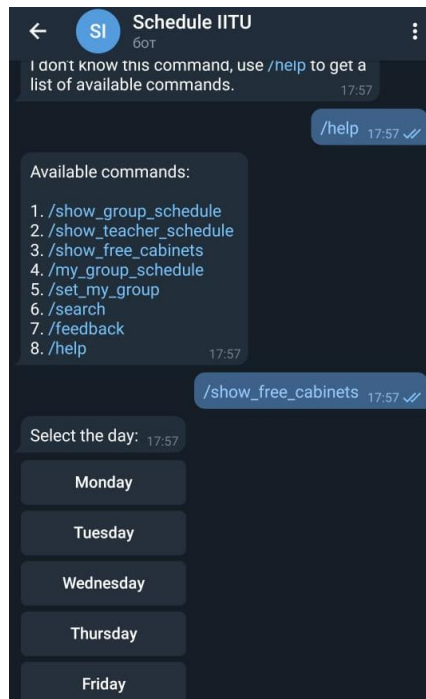 SI
Schedule IITU
бот
I don't know this command, use /help to get a
list of available commands.
17:57
/help 17:57
Available commands:
1. /show_group_schedule
2. /show_teacher_schedule
3. /show_free_cabinets
4. /my_group_schedule
5. /set_my_group
6. /search
7. /feedback
8. /help
17:57
/show_free_cabinets 17:57
Select the day: 17:57
Monday
Tuesday
Wednesday
Thursday
Friday